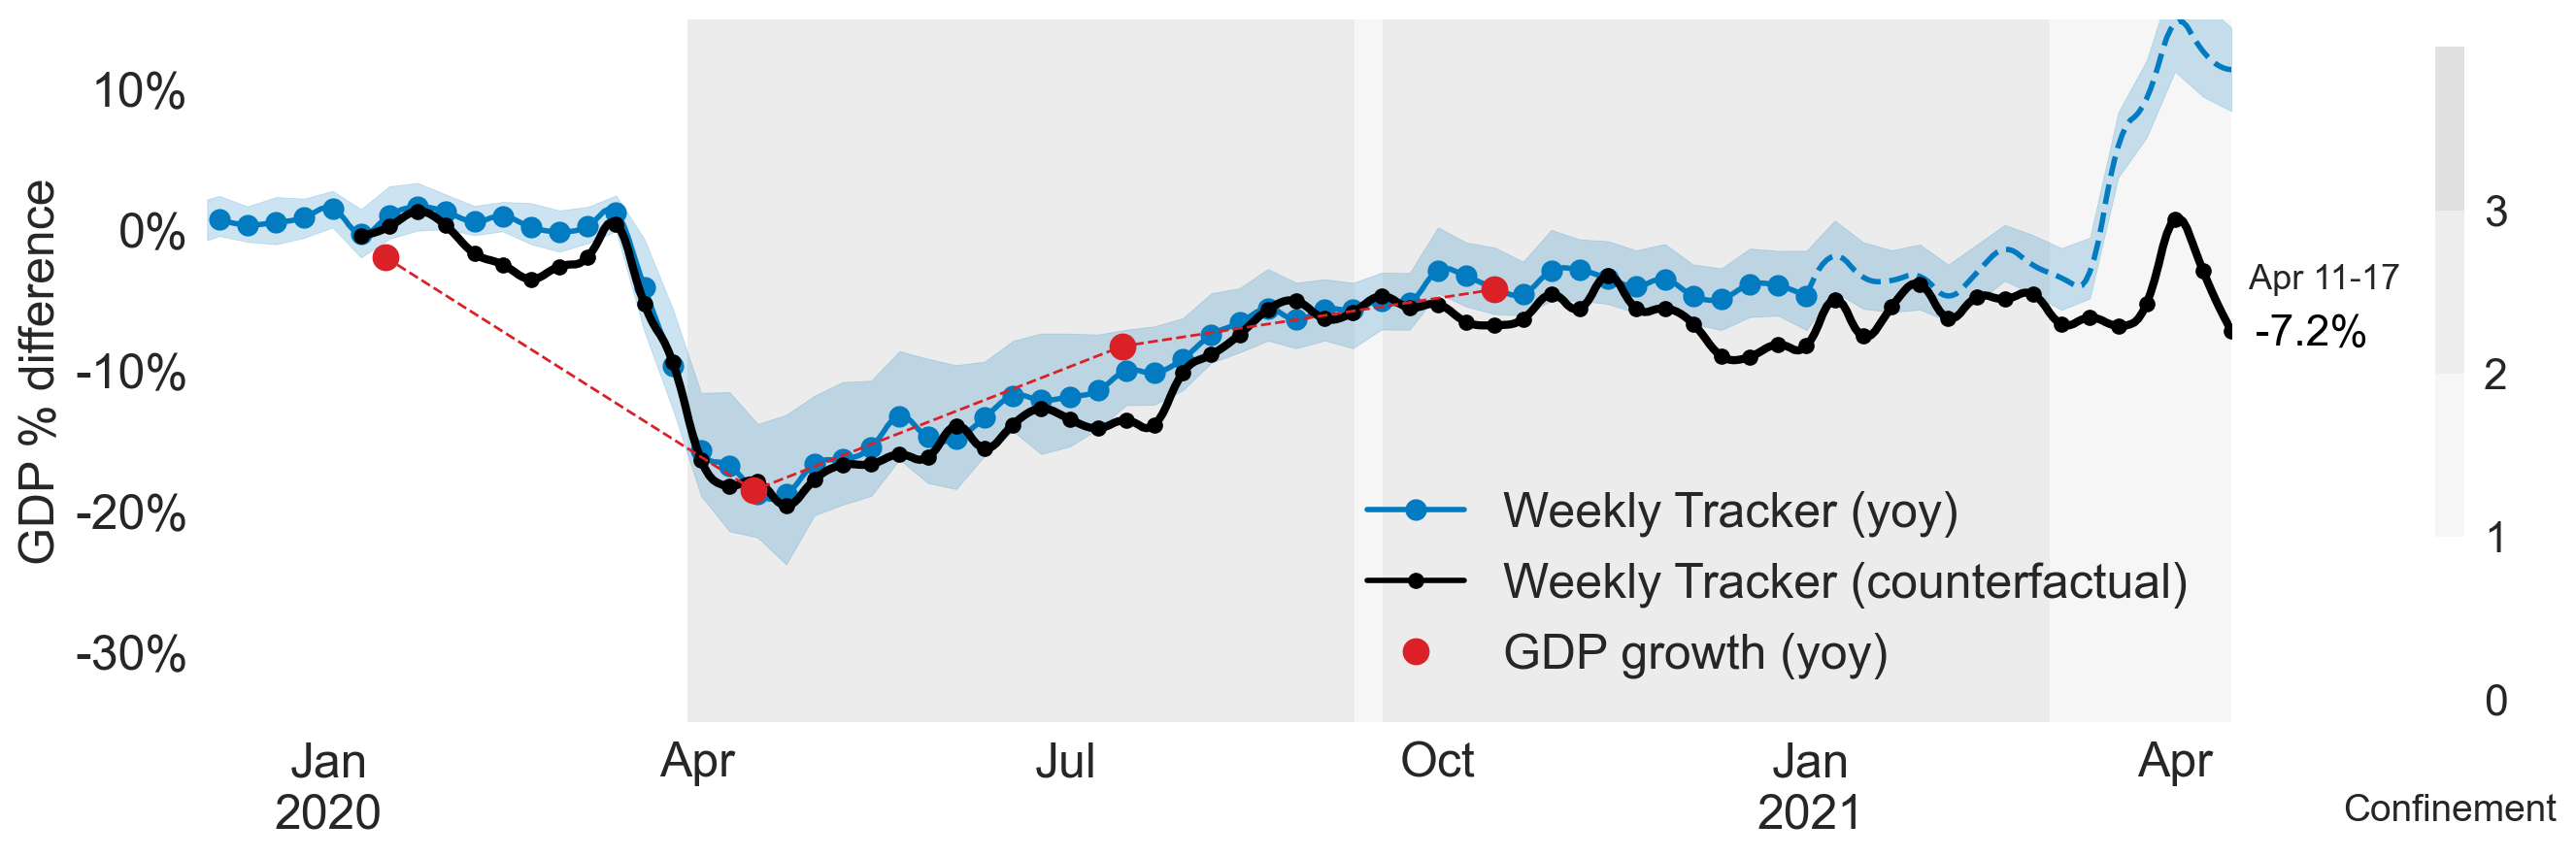 GDP % difference
10%
0%
-10%
-20%
-30%
Jan
2020
Apr
Jul
Oct
Jan
2021
Apr
Weekly Tracker (yoy)
Weekly Tracker (counterfactual)
GDP growth (yoy)
Apr 11-17
-7.2%
3
2
1
0
Confinement